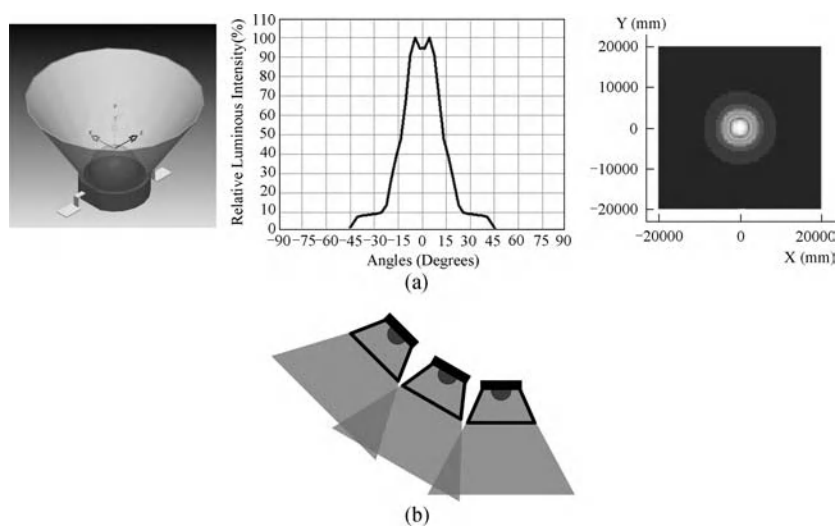 Relative Luminous Intensity(%)
110
100
90
80
70
60
50
40
30
20
10
0
−90−75−60−45−30−15 0 15 30 45 60 75 90
Angles (Degrees)
Y (mm)
20000
10000
0
−10000
−20000
−20000 0 20000
X (mm)
(a)
(b)